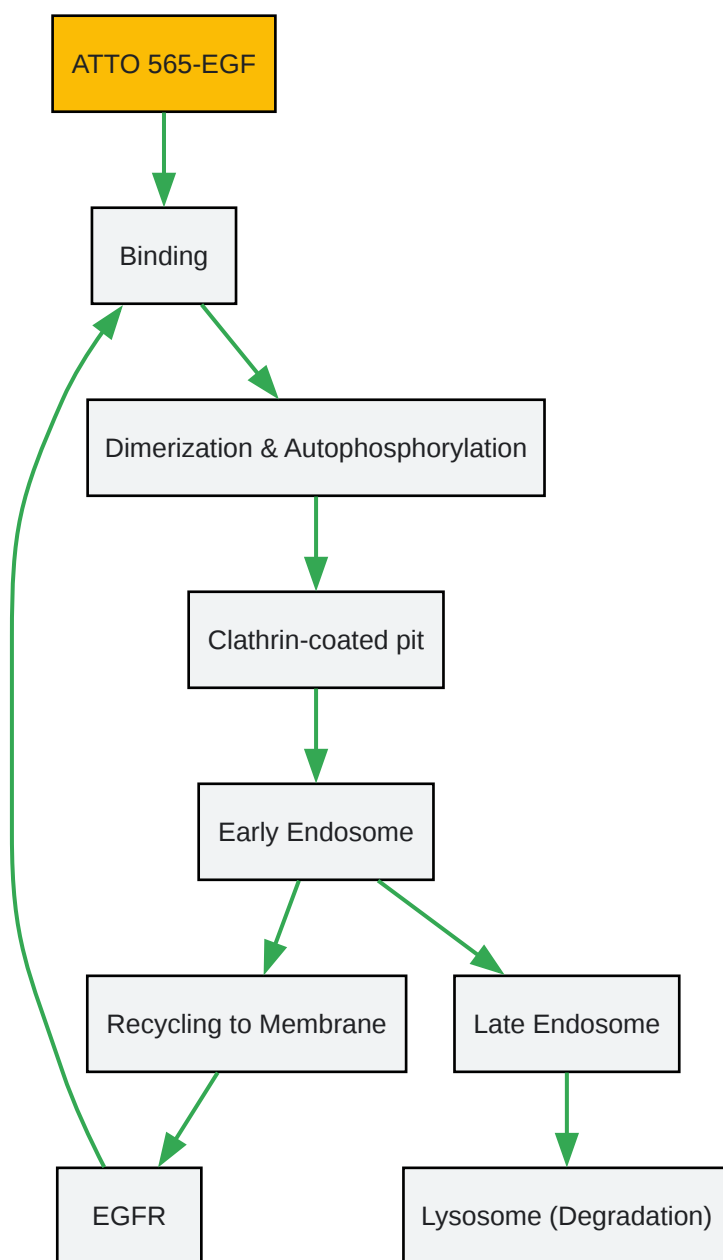 ATTO 565-EGF
Binding
Dimerization & Autophosphorylation
Clathrin-coated pit
Early Endosome
Recycling to Membrane
Late Endosome
EGFR
Lysosome (Degradation)